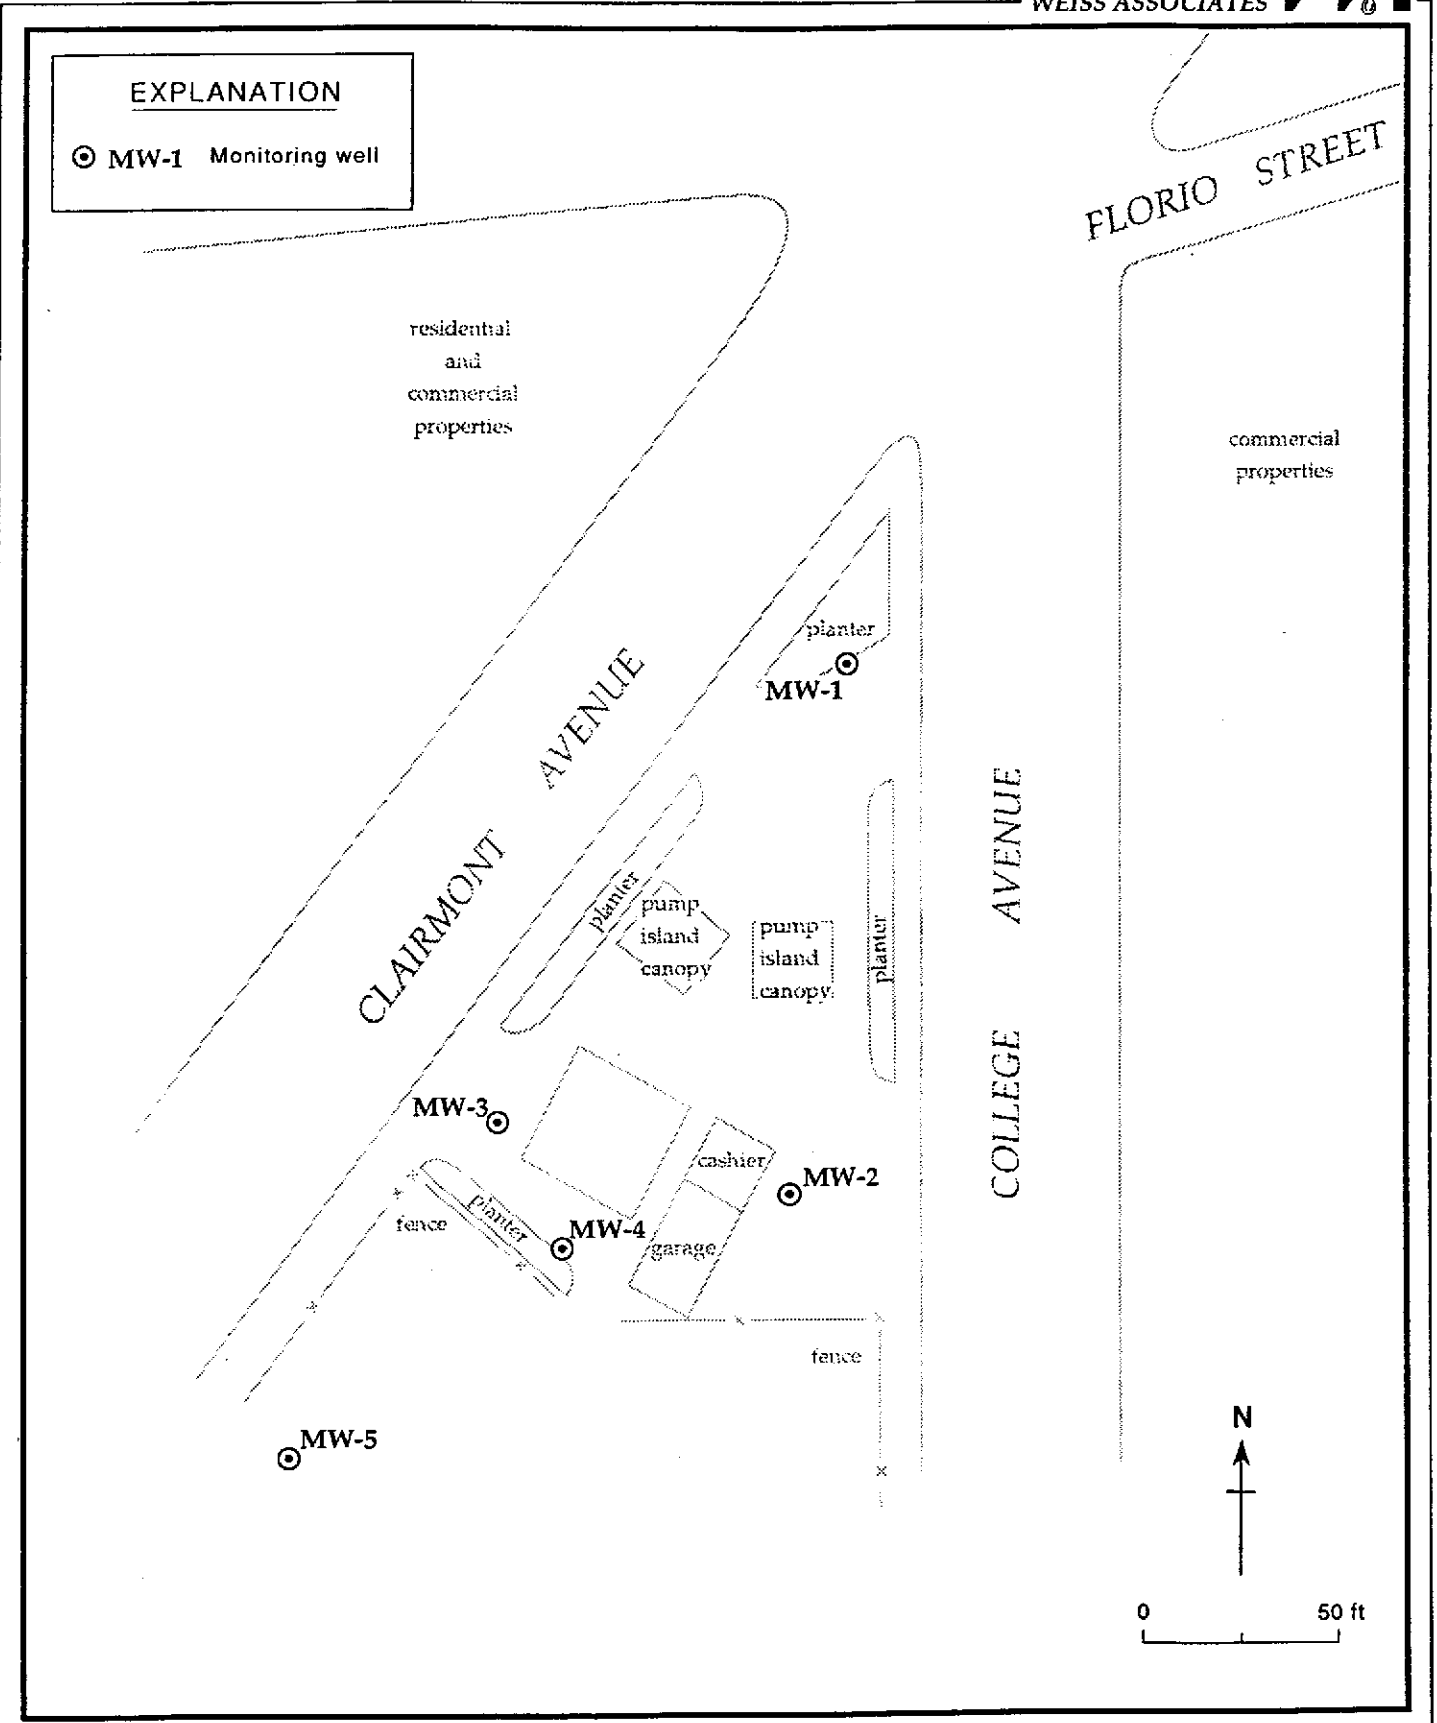 WEISS ASSOCIATES
EXPLANATION
MW-1 Monitoring well
FLORIO STREET
residential
and
commercial
properties
commercial
properties
planter
MW-1
CLAIRMONT AVENUE
COLLEGE AVENUE
planter
pump
island
canopy
pump
island
canopy
planter
MW-3
cashier
MW-2
planter
fence
MW-4
garage
fence
MW-5
N
0 50 ft